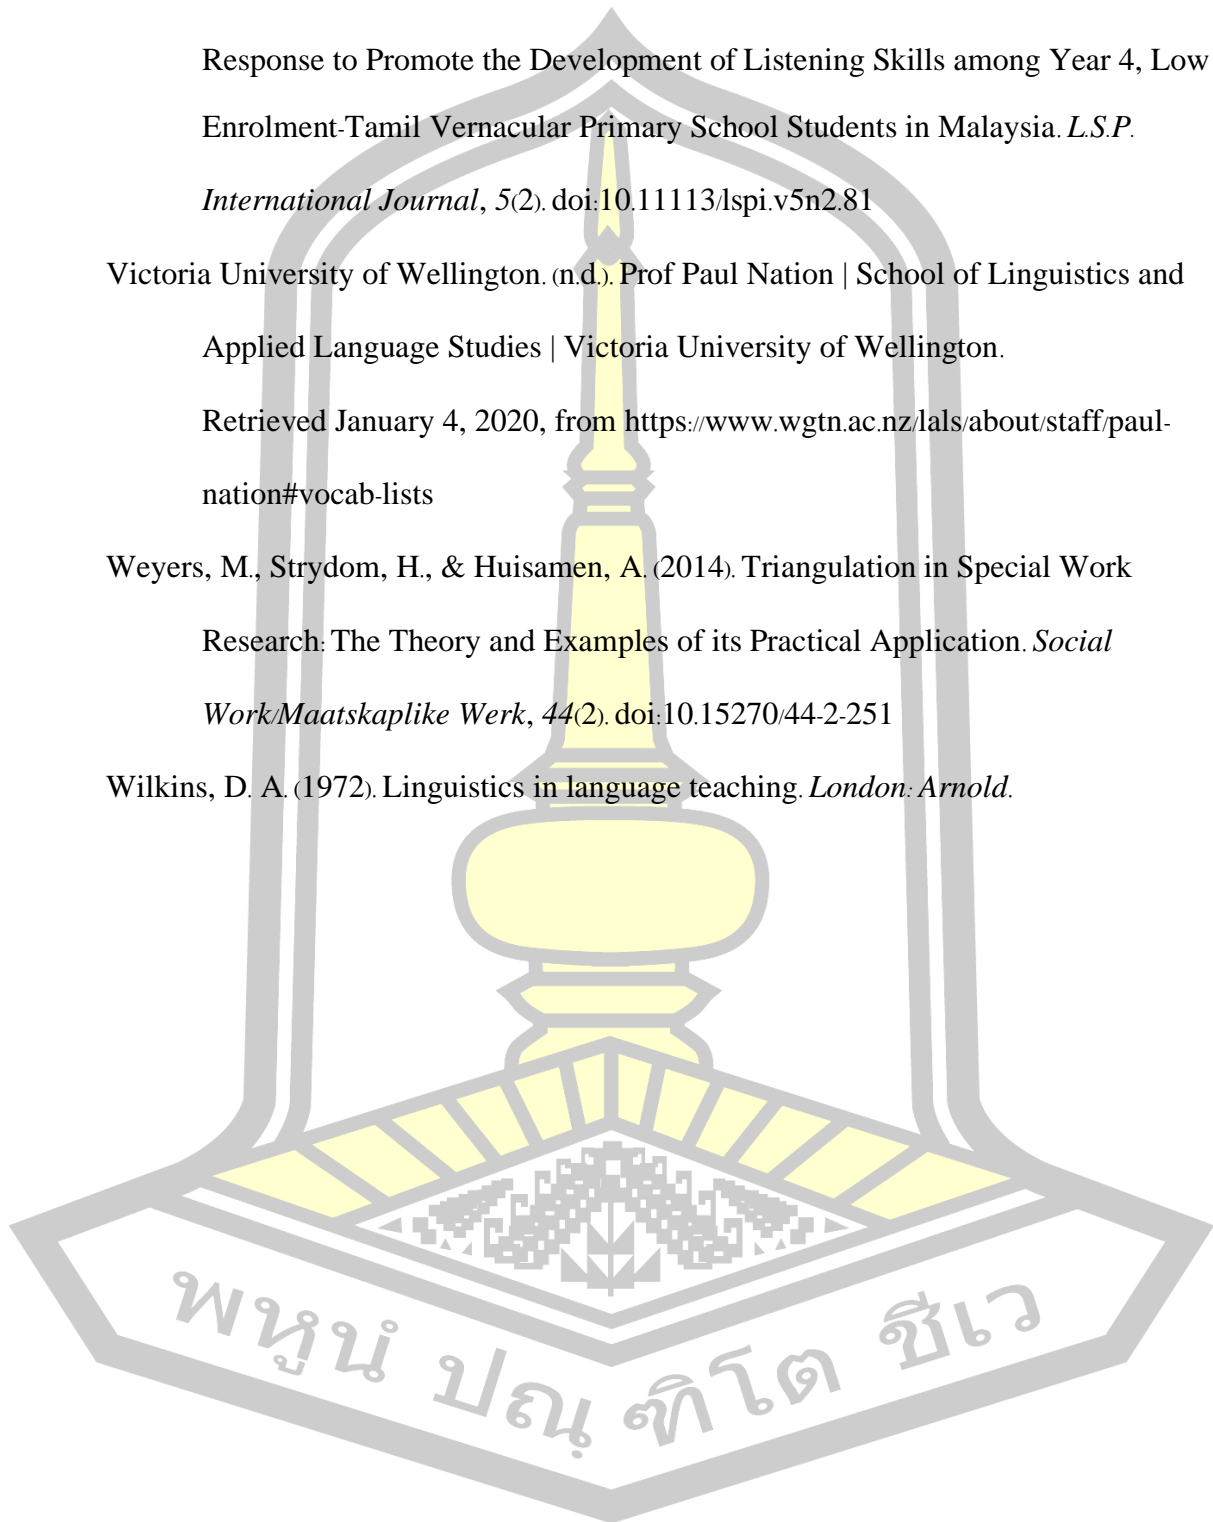 Response to Promote the Development of Listening Skills among Year 4, Low
Enrolment-Tamil Vernacular Primary School Students in Malaysia. L.S.P.
International Journal, 5(2). doi:10.11113/lspi.v5n2.81
Victoria University of Wellington. (n.d.). Prof Paul Nation | School of Linguistics and
Applied Language Studies | Victoria University of Wellington.
Retrieved January 4, 2020, from https://www.wgtn.ac.nz/lals/about/staff/paul-
nation#vocab-lists
Weyers, M., Strydom, H., & Huisamen, A. (2014). Triangulation in Special Work
Research: The Theory and Examples of its Practical Application. Social
Work/Maatskaplike Werk, 44(2). doi:10.15270/44-2-251
Wilkins, D. A. (1972). Linguistics in language teaching. London: Arnold.
พหูนํ ปณฺฑิโต ชีเว